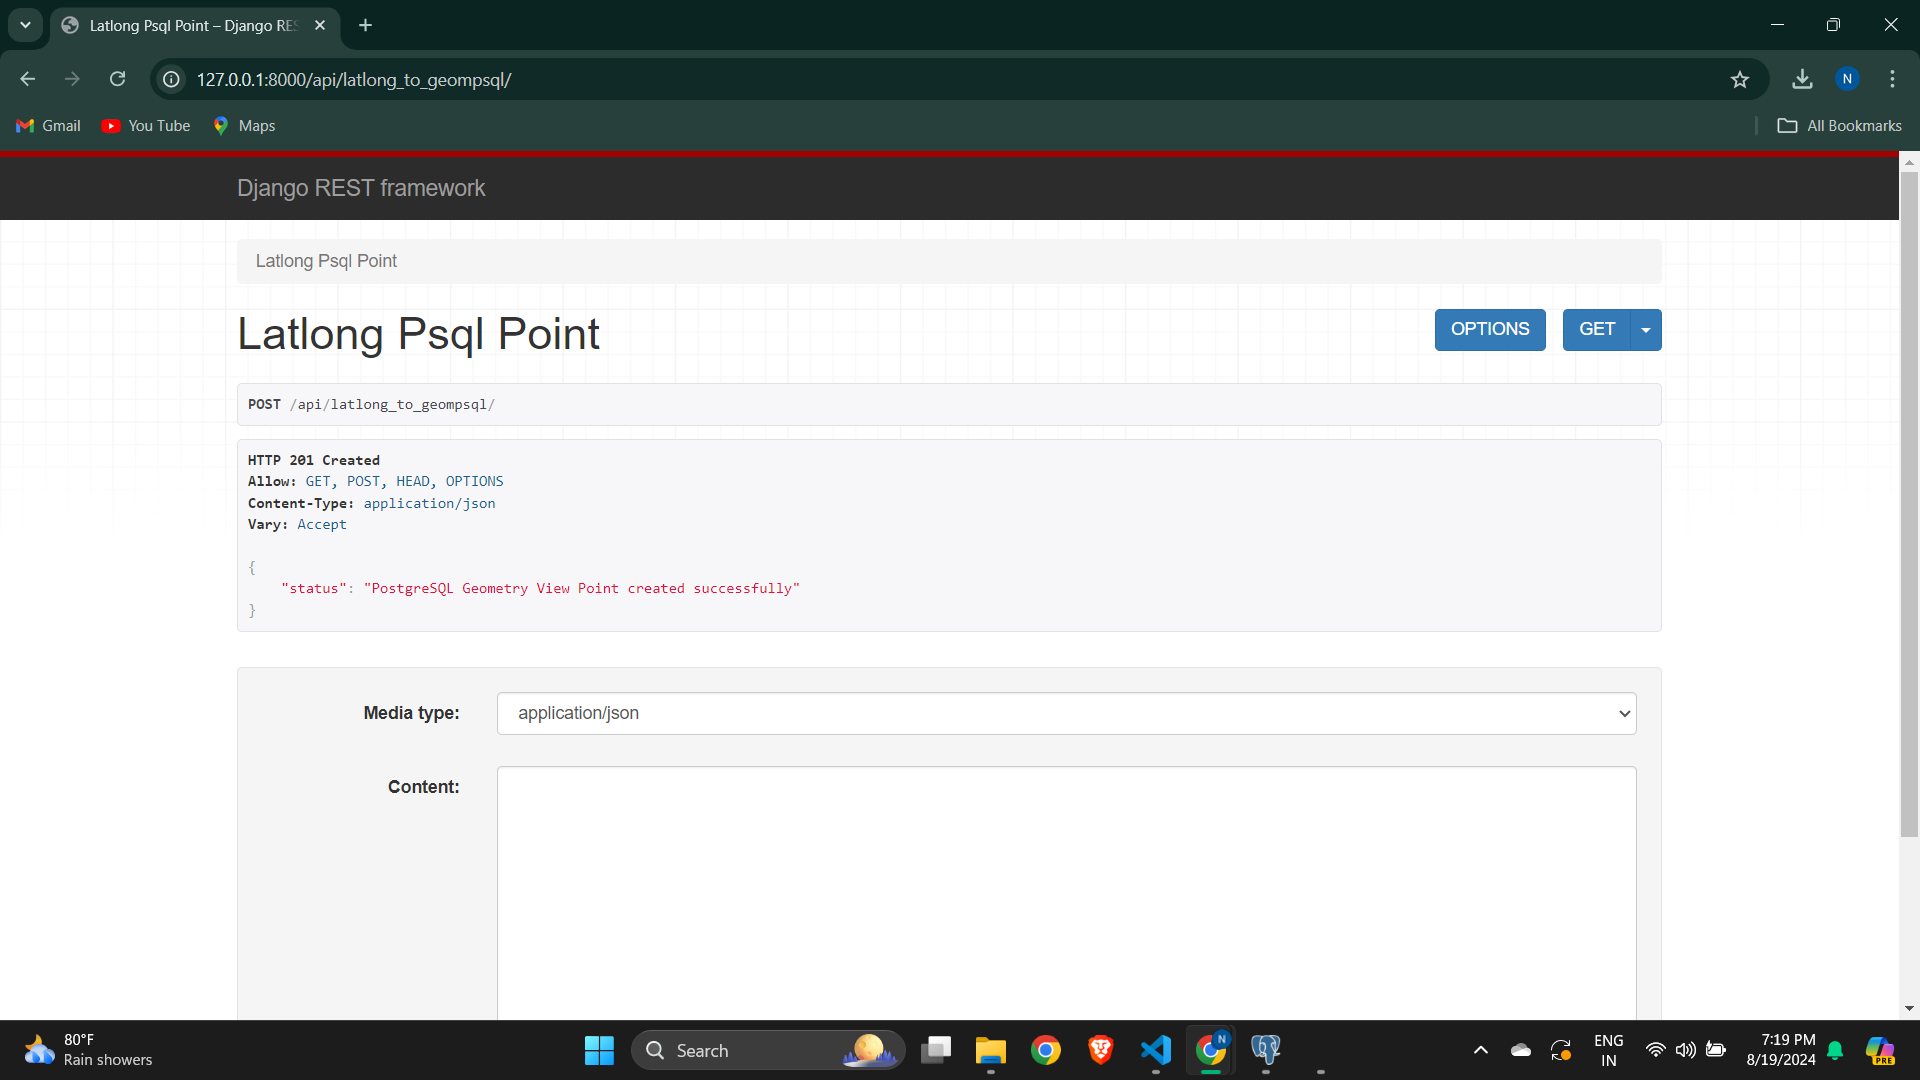 Latlong Psql Point – Django RES
127.0.0.1:8000/api/latlong_to_geompsql/
N
Gmail
You Tube
Maps
All Bookmarks
Django REST framework
Latlong Psql Point
Latlong Psql Point
OPTIONS
GET
POST /api/latlong_to_geompsql/
HTTP 201 Created
Allow: GET, POST, HEAD, OPTIONS
Content-Type: application/json
Vary: Accept
{
"status": "PostgreSQL Geometry View Point created successfully"
}
Media type:
application/json
Content:
80°F
Rain showers
Search
N
ENG
IN
7:19 PM
8/19/2024
PRE